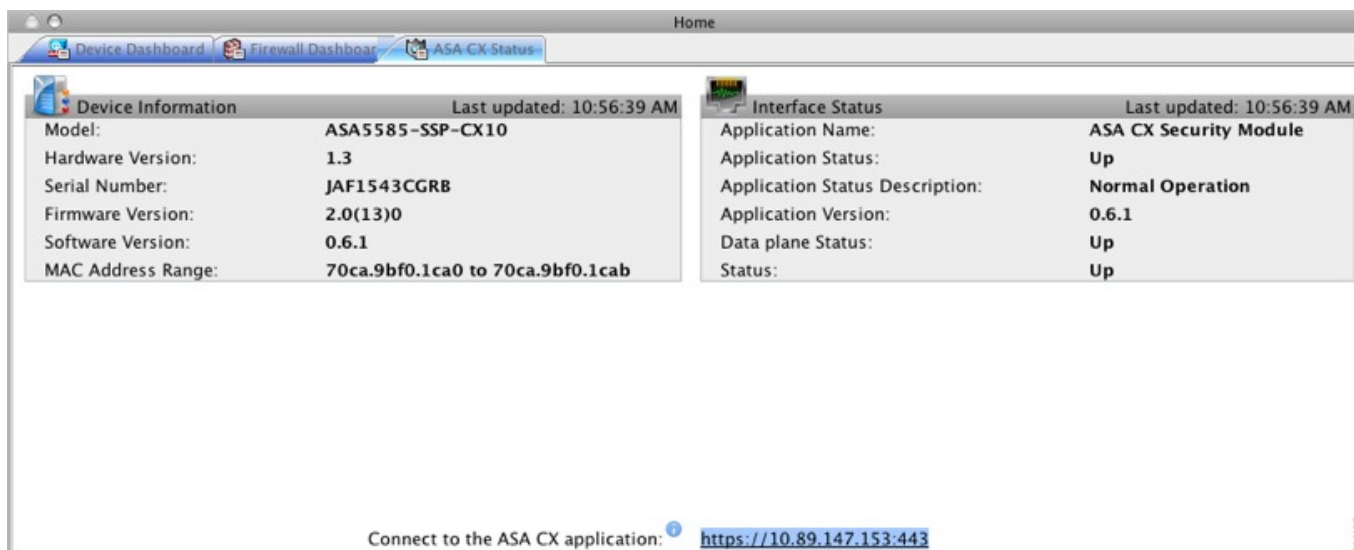 Home
Device Dashboard
Firewall Dashboar
ASA CX Status
Device Information Last updated: 10:56:39 AM
Model: ASA5585-SSP-CX10
Hardware Version: 1.3
Serial Number: JAF1543CGRB
Firmware Version: 2.0(13)0
Software Version: 0.6.1
MAC Address Range: 70ca.9bf0.1ca0 to 70ca.9bf0.1cab
Interface Status Last updated: 10:56:39 AM
Application Name: ASA CX Security Module
Application Status: Up
Application Status Description: Normal Operation
Application Version: 0.6.1
Data plane Status: Up
Status: Up
Connect to the ASA CX application: https://10.89.147.153:443